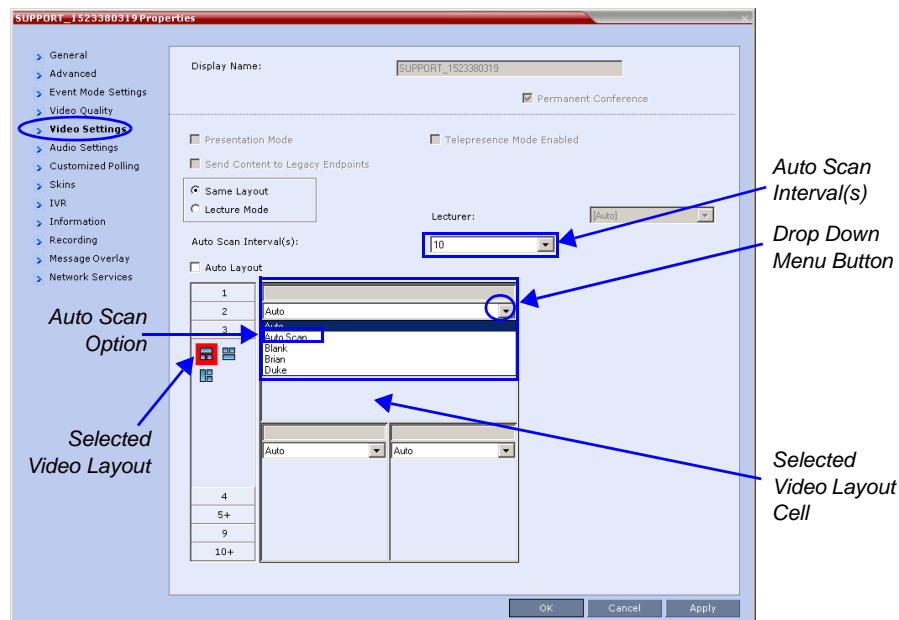 SUPPORT_1523380319 Properties
General
Advanced
Event Mode Settings
Video Quality
Video Settings
Audio Settings
Customized Polling
Skins
IVR
Information
Recording
Message Overlay
Network Services
Display Name:
SUPPORT_1523380319
Permanent Conference
Presentation Mode
Telepresence Mode Enabled
Send Content to Legacy Endpoints
Same Layout
Lecture Mode
Lecturer:
[Auto]
Auto Scan Interval(s):
10
Auto Layout
1
2
3
Auto
Auto
Auto Scan
Blank
Brian
Duke
Auto
Auto
4
5+
9
10+
OK
Cancel
Apply
Auto Scan
Interval(s)
Drop Down
Menu Button
Auto Scan
Option
Selected
Video Layout
Selected
Video Layout
Cell